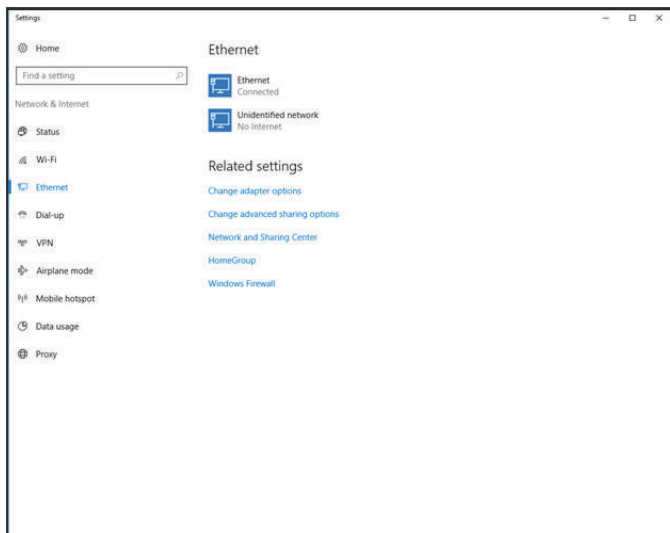 Settings
Home
Find a setting
Network & Internet
Status
Wi-Fi
Ethernet
Dial-up
VPN
Airplane mode
Mobile hotspot
Data usage
Proxy
Ethernet
Ethernet
Connected
Unidentified network
No Internet
Related settings
Change adapter options
Change advanced sharing options
Network and Sharing Center
HomeGroup
Windows Firewall